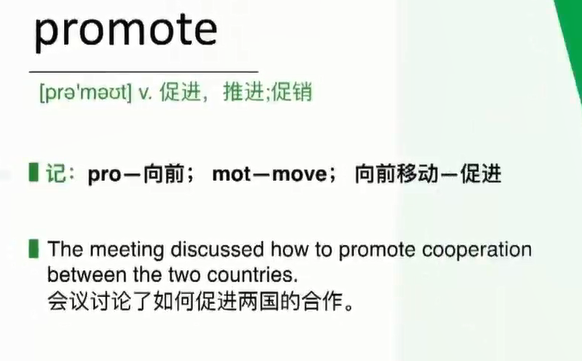 promote
[prə'məʊt] v. 促进，推进;促销
记：pro—向前； mot—move； 向前移动—促进
The meeting discussed how to promote cooperation
between the two countries.
会议讨论了如何促进两国的合作。